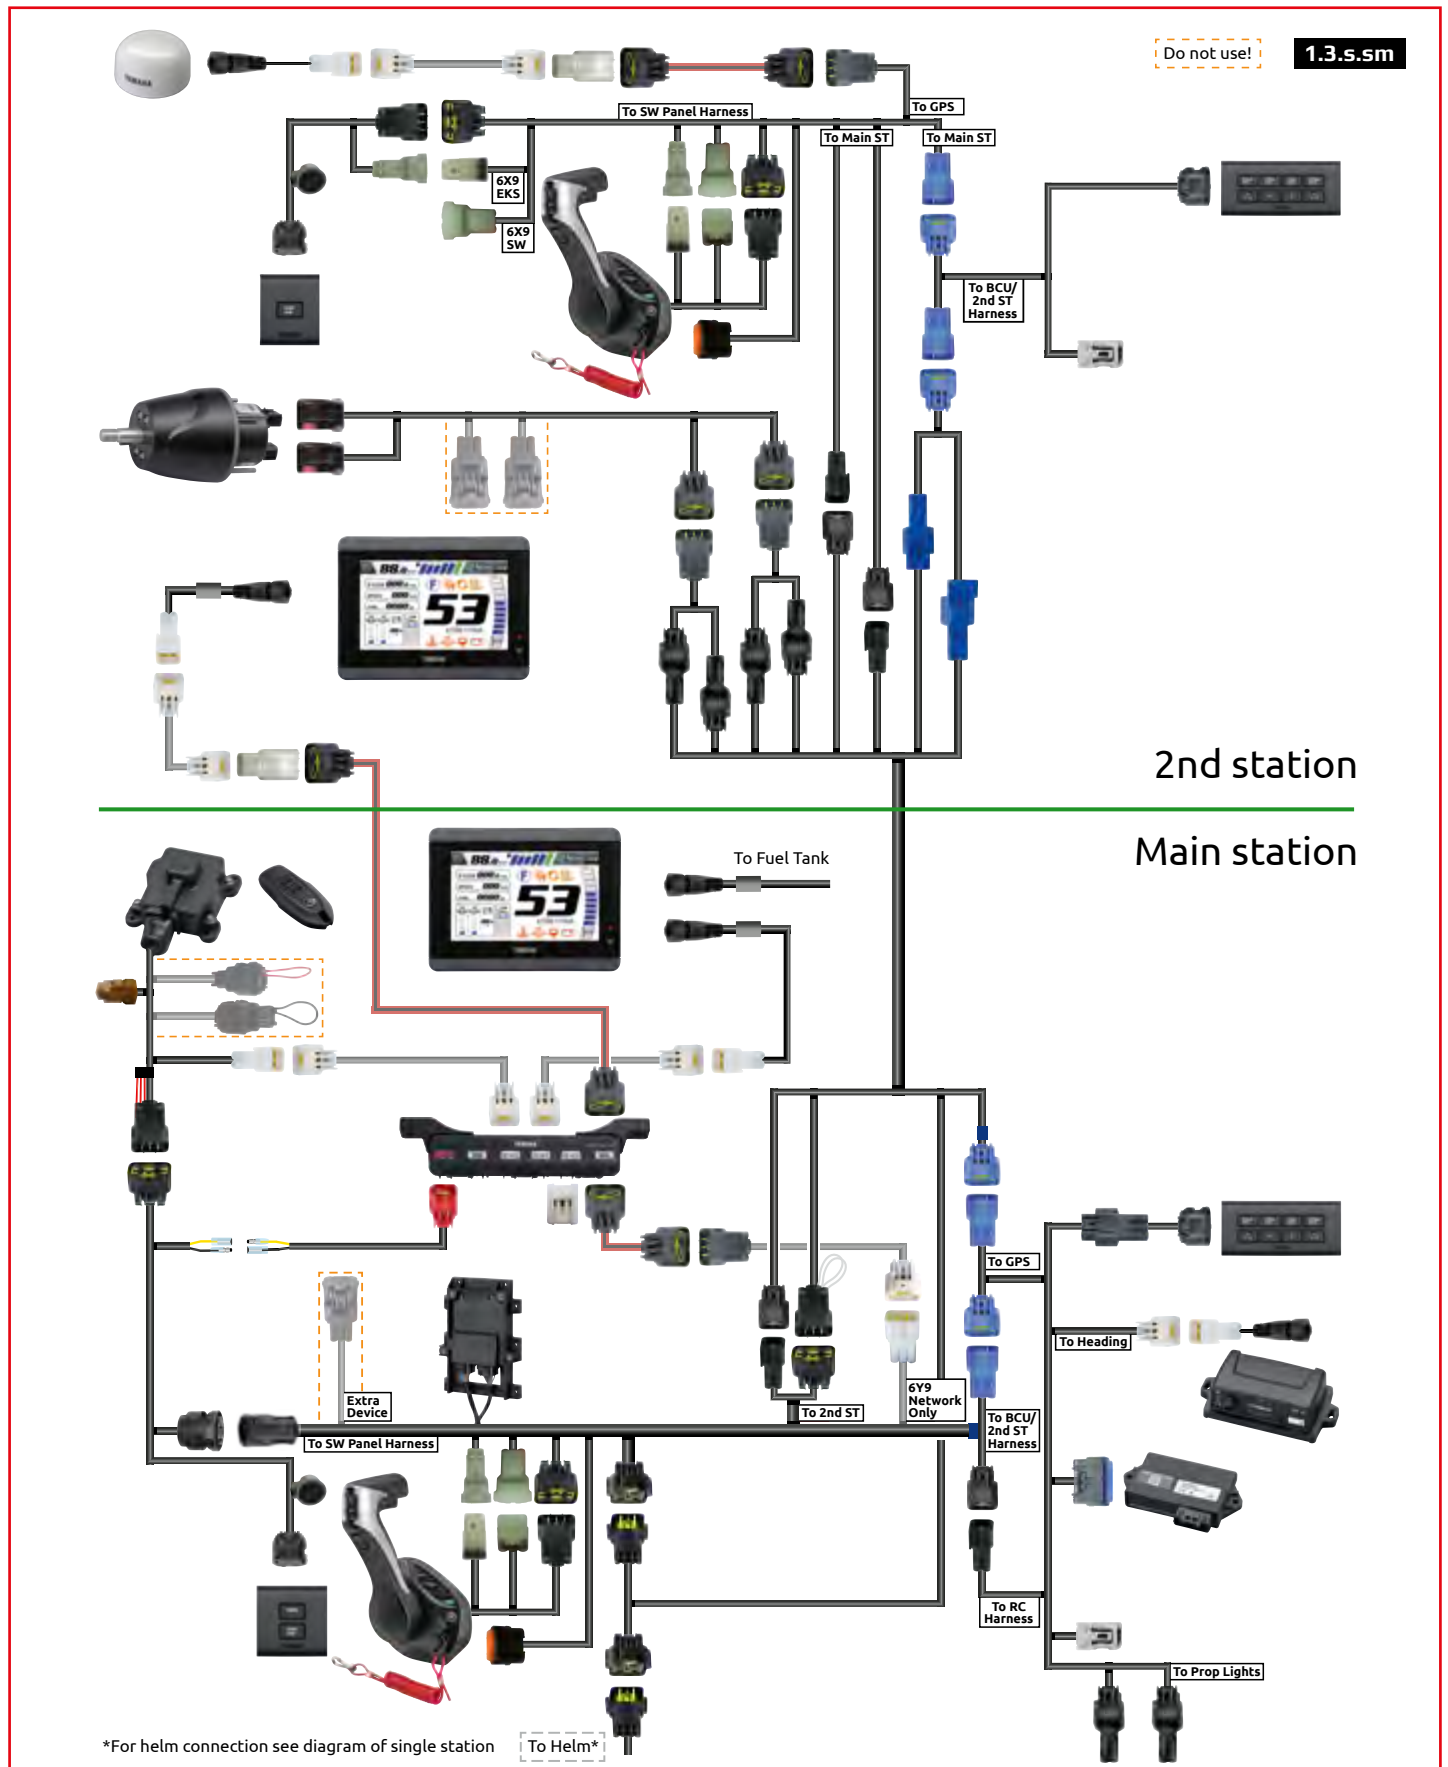 Do not use!
1.3.s.sm
To GPS
To SW Panel Harness
To Main ST
To Main ST
6X9
EKS
6X9
SW
To BCU/
2nd ST
Harness
53
2nd station
Main station
To Fuel Tank
53
To GPS
To Heading
Extra
Device
6Y9
Network
Only
To 2nd ST
To BCU/
2nd ST
Harness
To SW Panel Harness
To RC
Harness
To Prop Lights
*For helm connection see diagram of single station
To Helm*